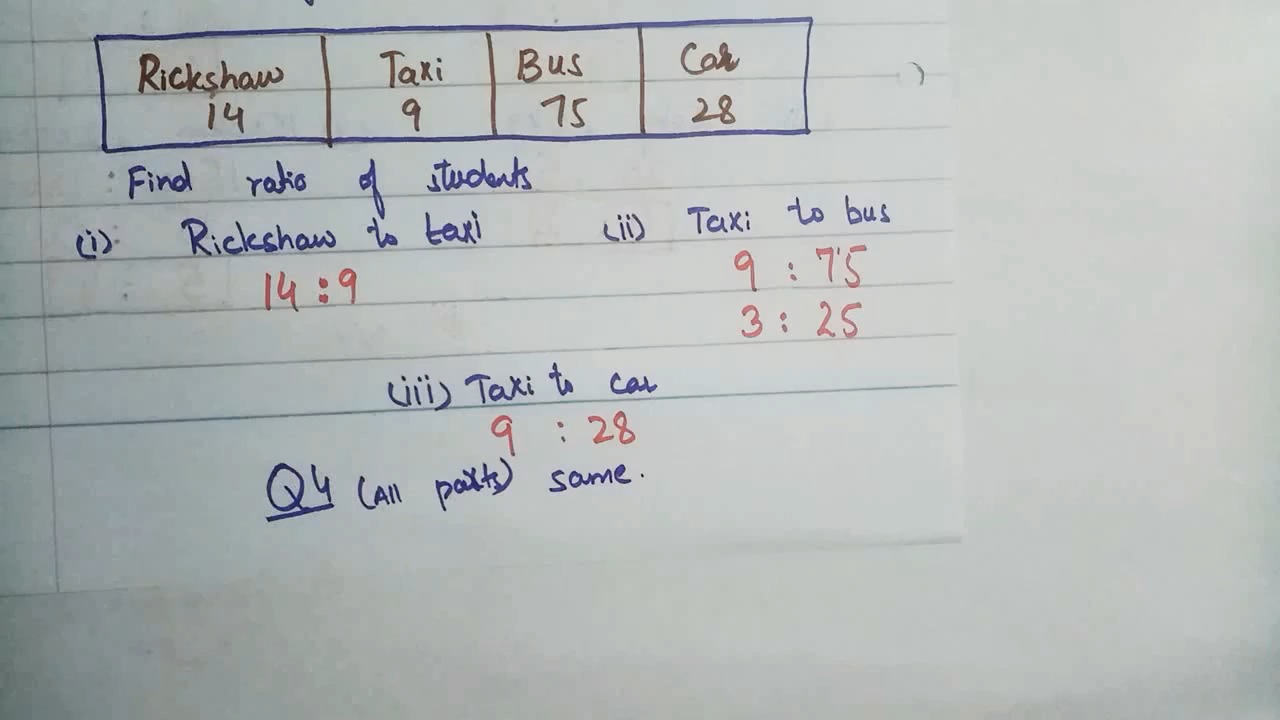 Rickshaw Taxi Bus Car
14 9 75 28
Find ratio of students
(i) Rickshaw to taxi (ii) Taxi to bus
14 : 9 9 : 75
3 : 25
(iii) Taxi to car
9 : 28
Q4 (All parts) same.